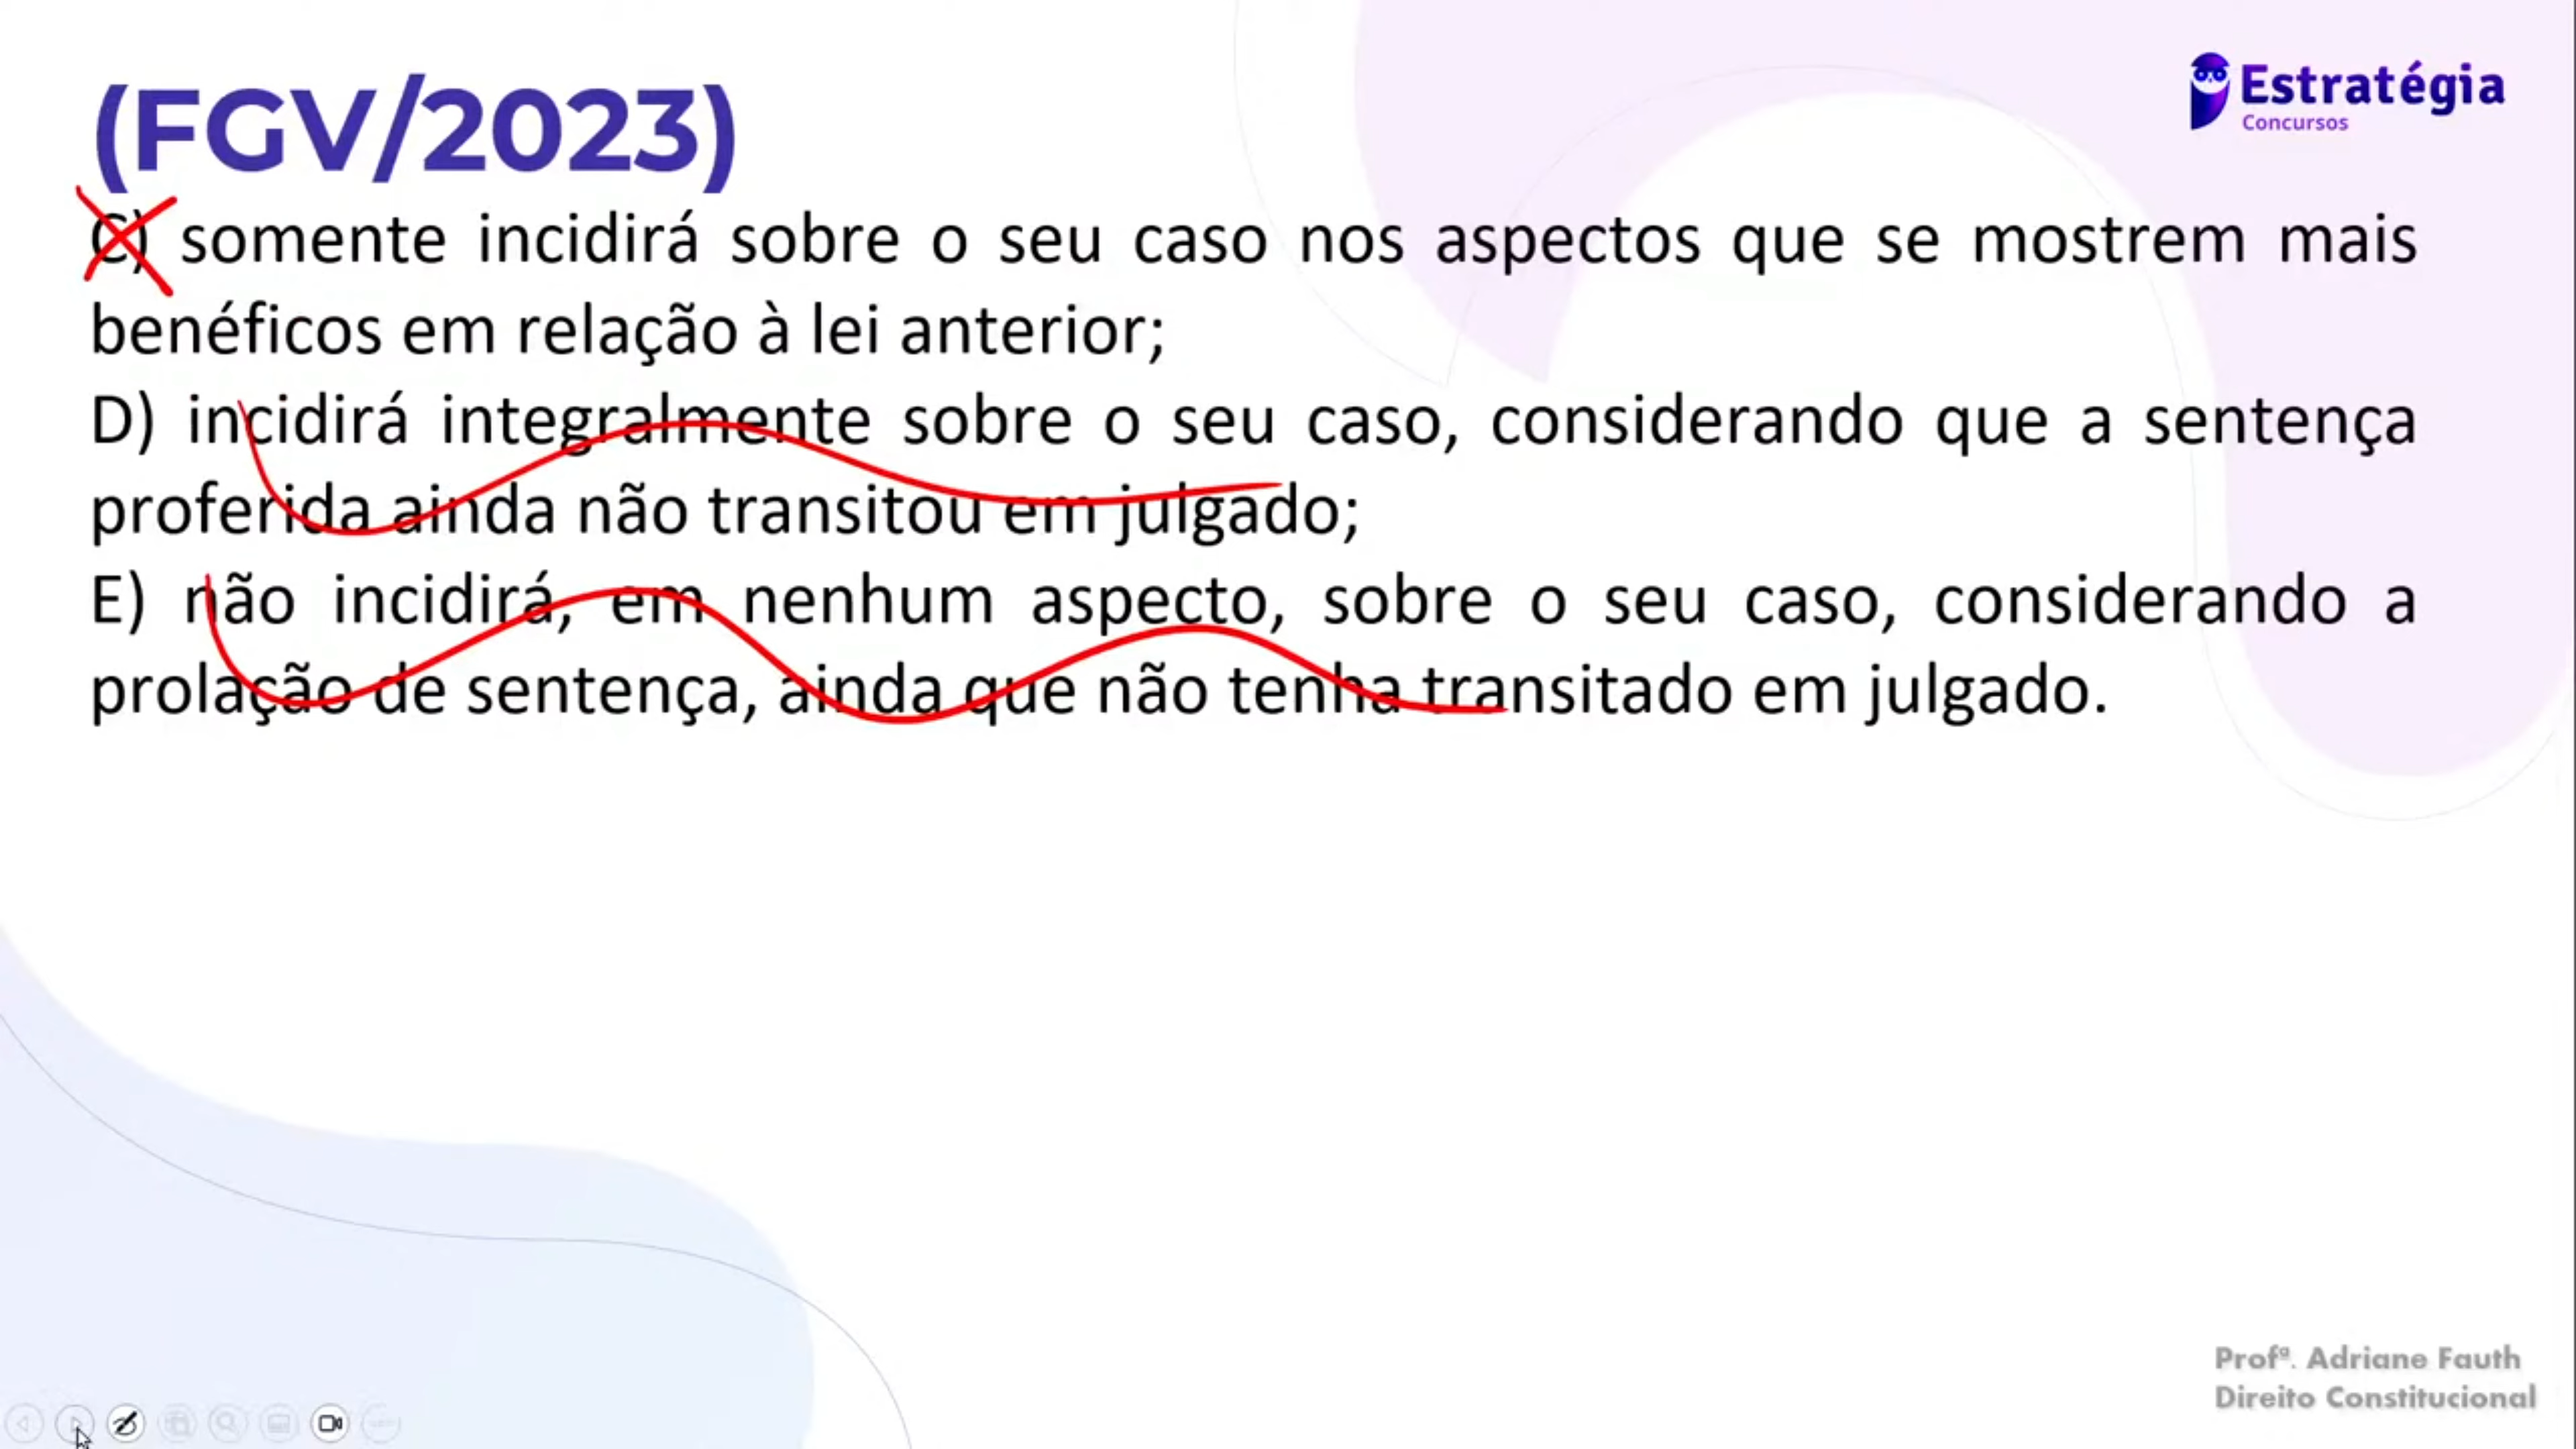 (FGV/2023)
Estratégia
Concursos
C) somente incidirá sobre o seu caso nos aspectos que se mostrem mais
benéficos em relação à lei anterior;
D) incidirá integralmente sobre o seu caso, considerando que a sentença
proferida ainda não transitou em julgado;
E) não incidirá, em nenhum aspecto, sobre o seu caso, considerando a
prolação de sentença, ainda que não tenha transitado em julgado.
Profª. Adriane Fauth
Direito Constitucional